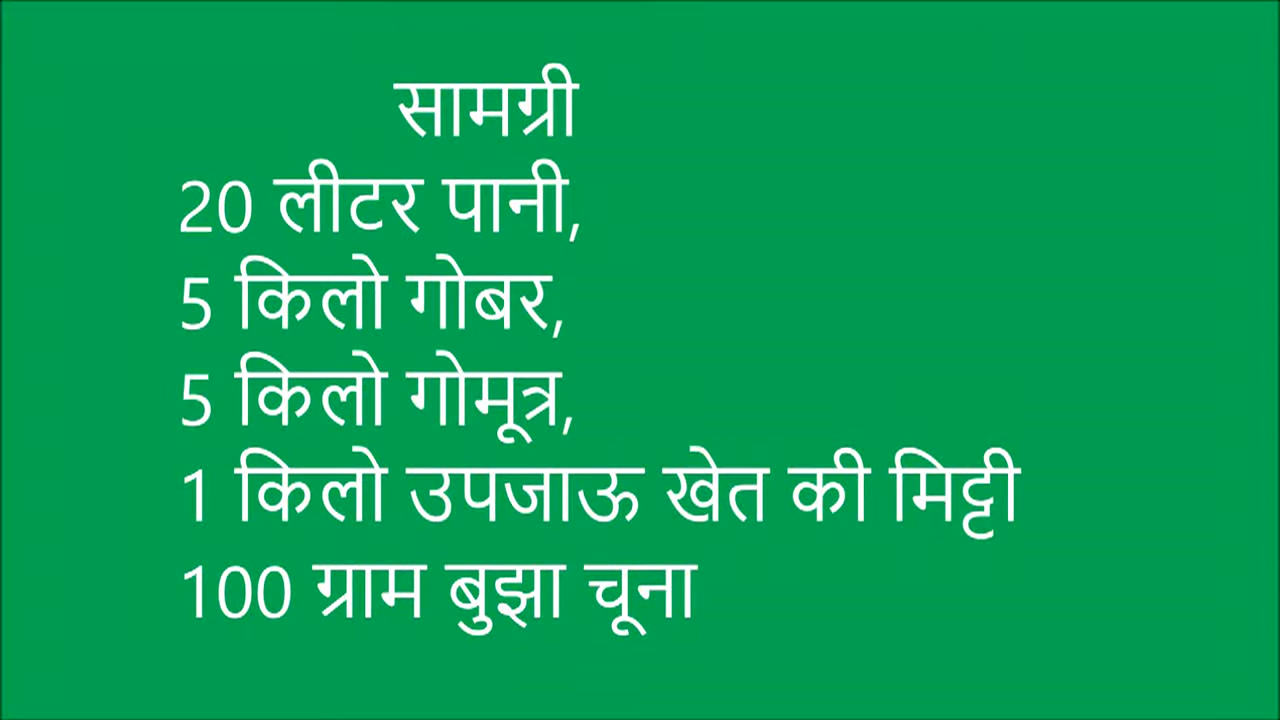 सामग्री
20 लीटर पानी,
5 किलो गोबर,
5 किलो गोमूत्र,
1 किलो उपजाऊ खेत की मिट्टी
100 ग्राम बुझा चूना